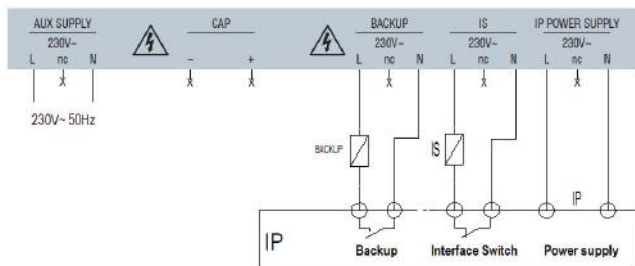 AUX SUPPLY CAP BACKUP IS IP POWER SUPPLY
230V~ 230V~ 230V~ 230V~
L nc N – + L nc N L nc N L nc N
230V~ 50Hz
BACKUP IS
IP
IP Backup Interface Switch Power supply